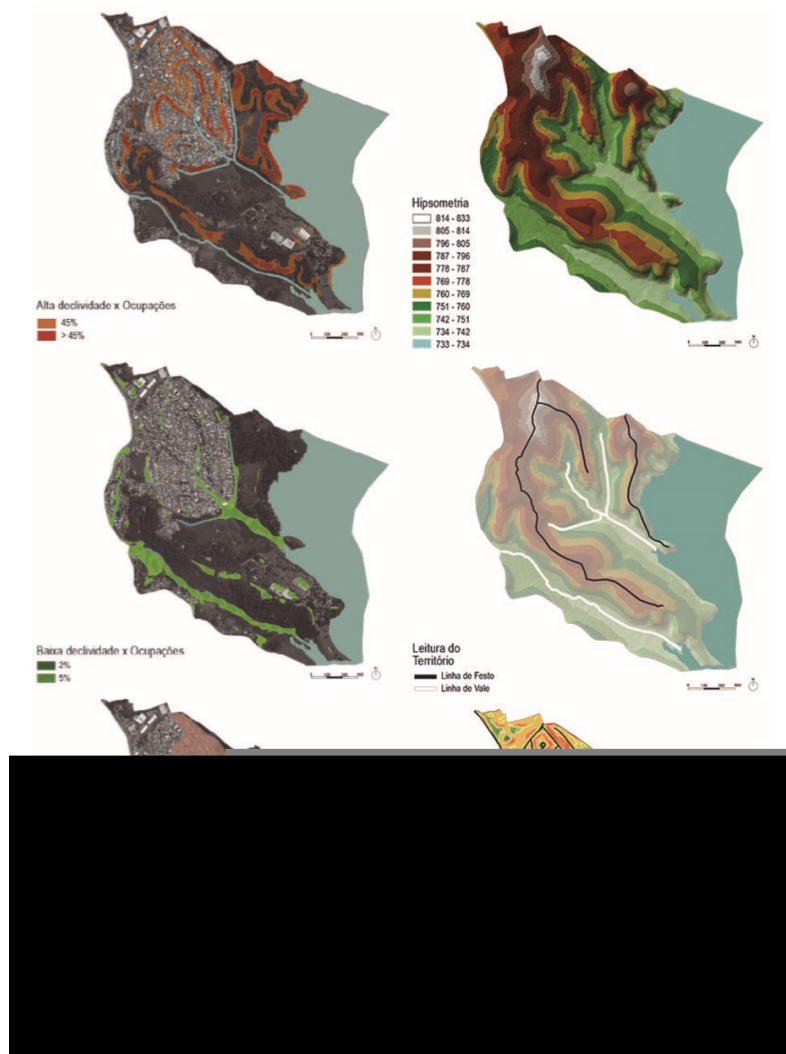 Alta declividade x Ocupações
45%
> 45%
Hipsometria
814 - 833
805 - 814
796 - 805
787 - 796
778 - 787
769 - 778
760 - 769
751 - 760
742 - 751
734 - 742
733 - 734
Baixa declividade x Ocupações
2%
5%
Leitura do
Território
Linha de Festo
Linha de Vale